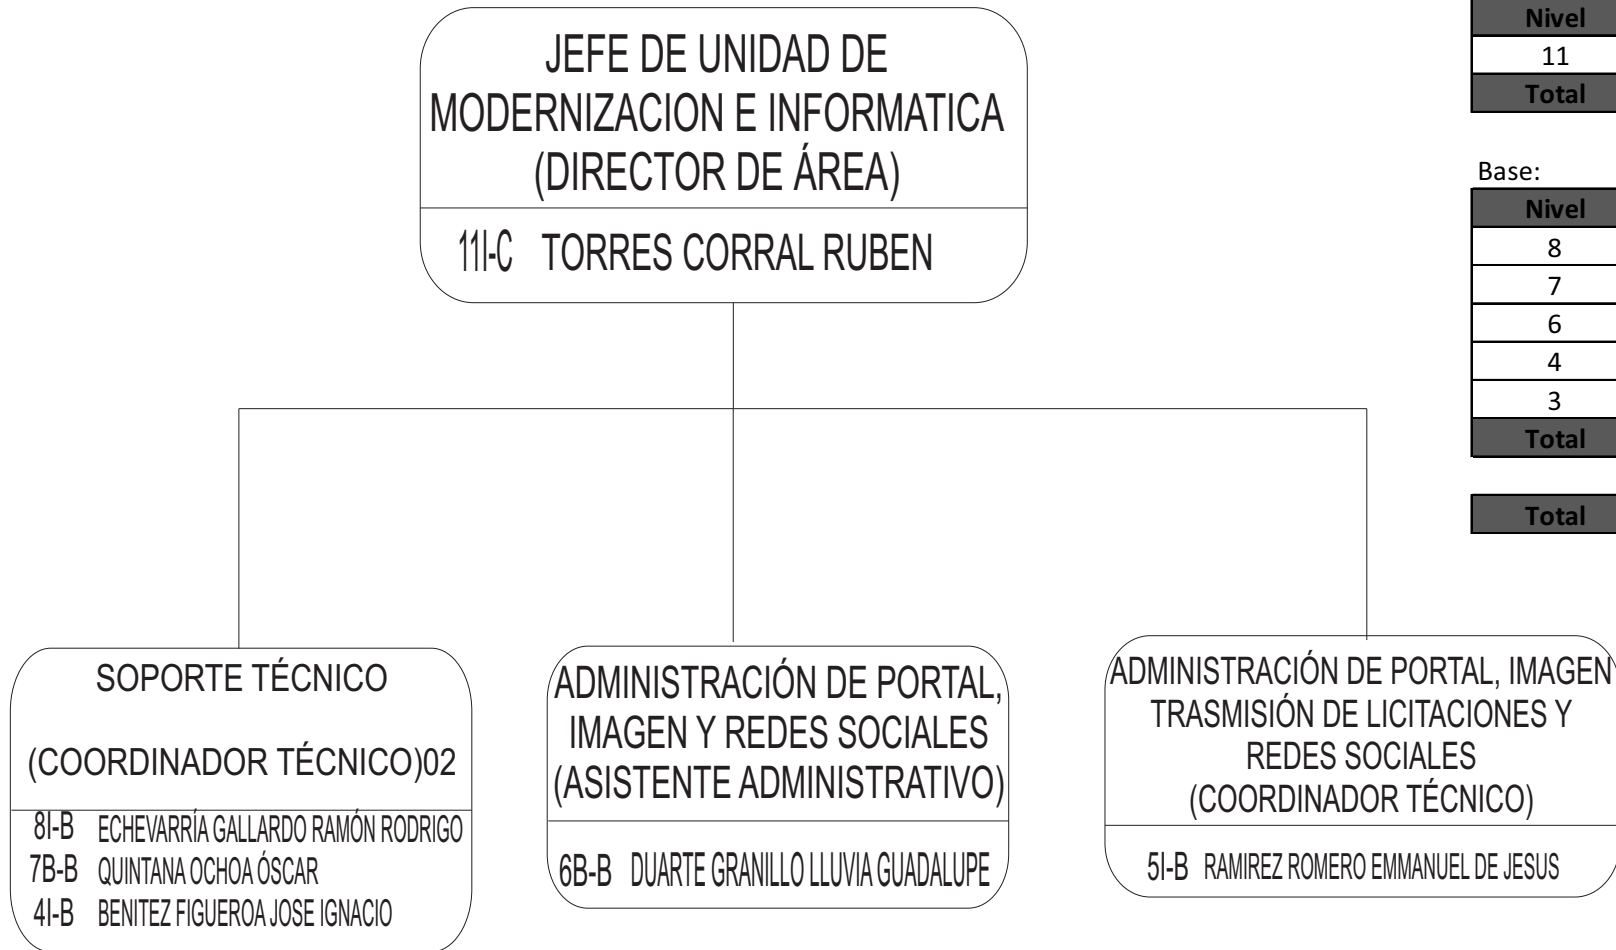 JEFE DE UNIDAD DE
MODERNIZACION E INFORMATICA
(DIRECTOR DE ÁREA)
11I-C TORRES CORRAL RUBEN
Nivel
11
Total
Base:
Nivel
8
7
6
4
3
Total
Total
SOPORTE TÉCNICO
(COORDINADOR TÉCNICO)02
8I-B ECHEVARRÍA GALLARDO RAMÓN RODRIGO
7B-B QUINTANA OCHOA ÓSCAR
4I-B BENITEZ FIGUEROA JOSE IGNACIO
ADMINISTRACIÓN DE PORTAL,
IMAGEN Y REDES SOCIALES
(ASISTENTE ADMINISTRATIVO)
6B-B DUARTE GRANILLO LLUVIA GUADALUPE
ADMINISTRACIÓN DE PORTAL, IMAGEN
TRASMISIÓN DE LICITACIONES Y
REDES SOCIALES
(COORDINADOR TÉCNICO)
5I-B RAMIREZ ROMERO EMMANUEL DE JESUS